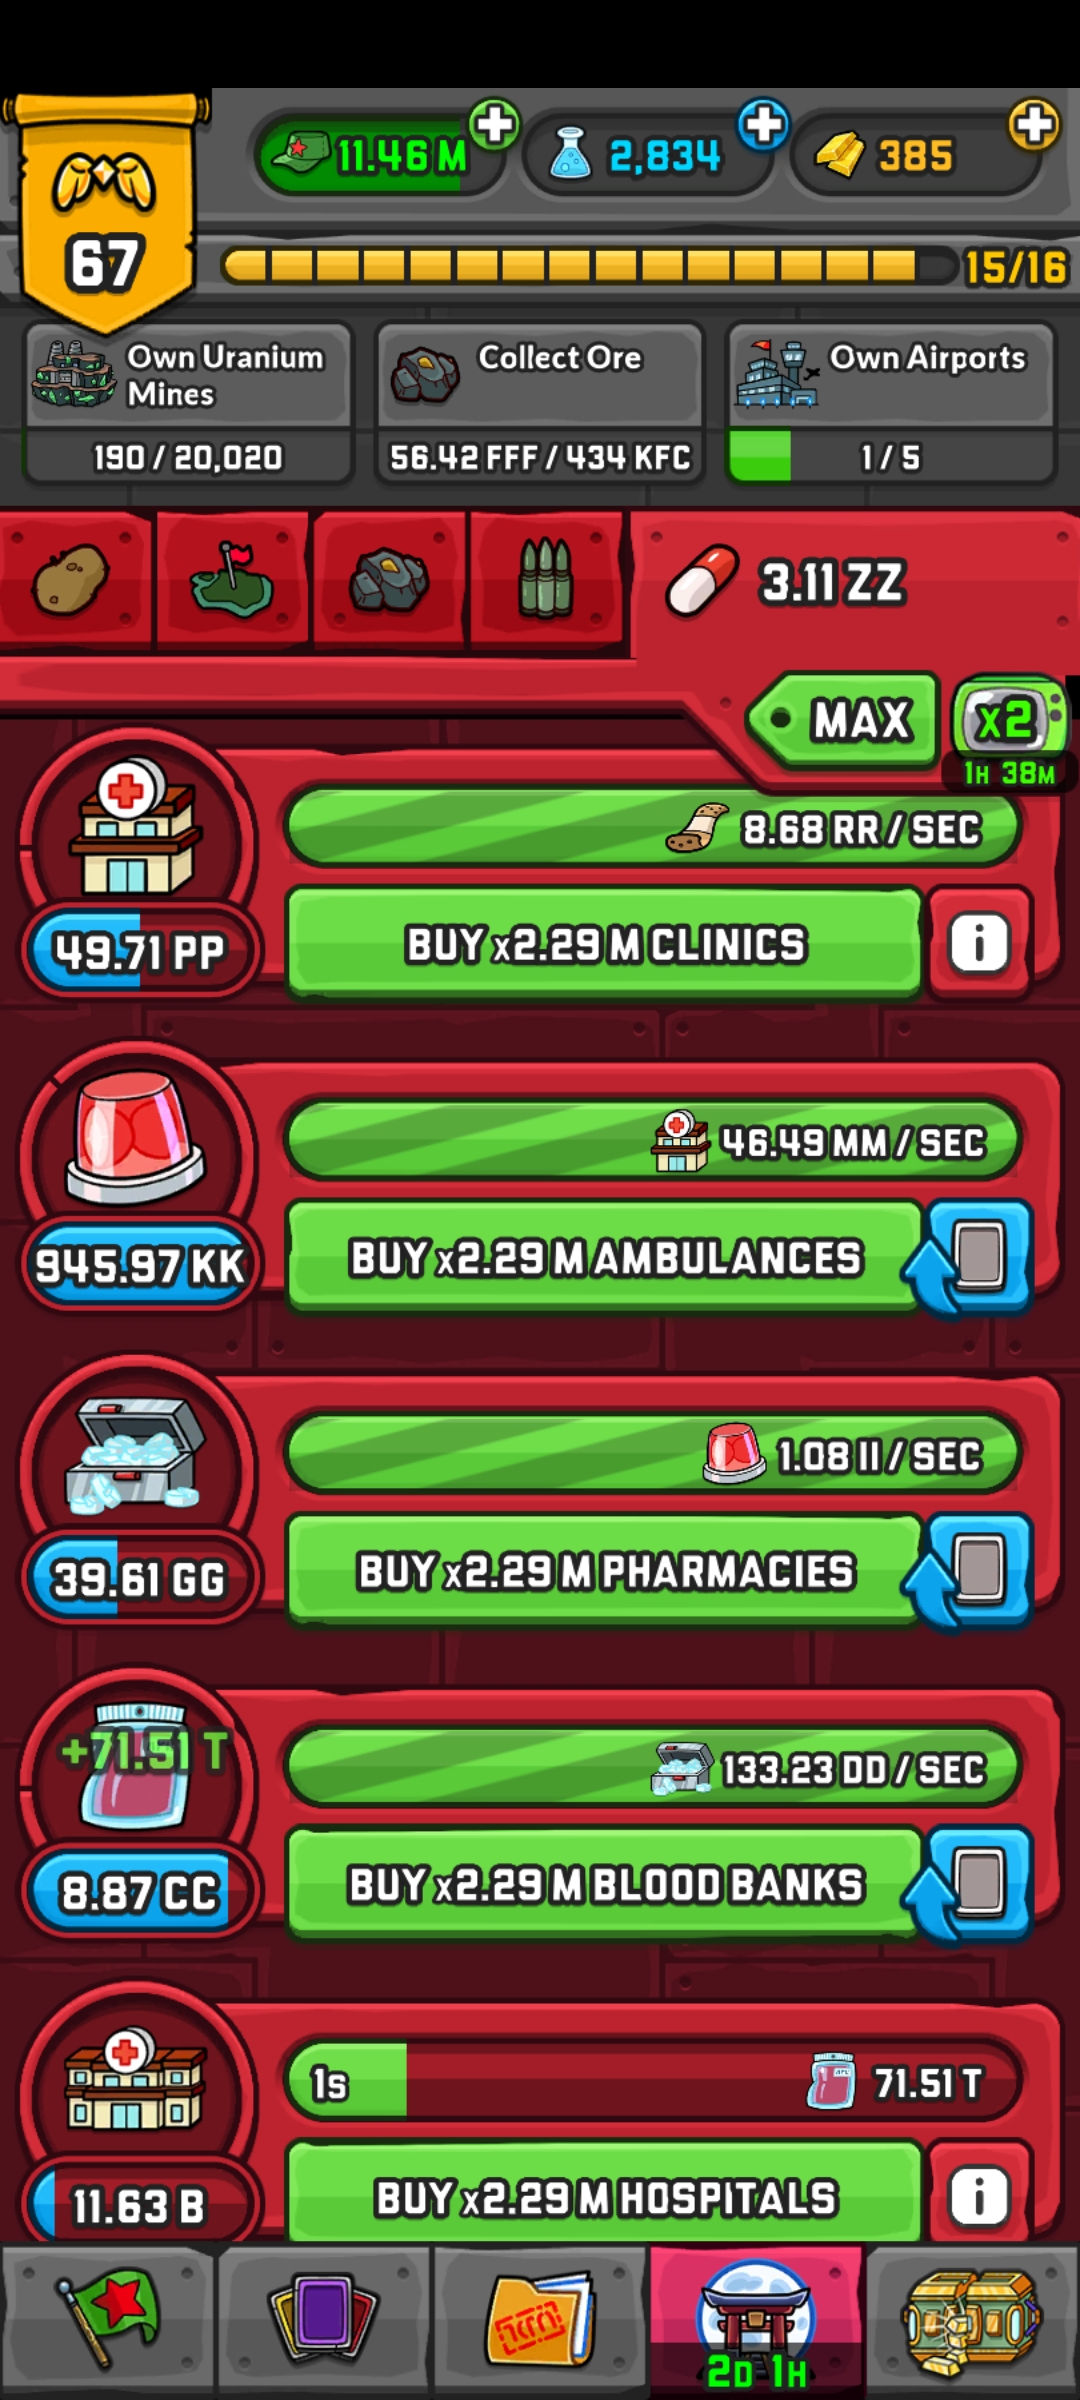 11.46 M
2,834
385
67
15/16
Own Uranium
Mines
190 / 20,020
Collect Ore
56.42 FFF / 434 KFC
Own Airports
1 / 5
3.11 ZZ
MAX
x2
1H 38M
8.68 RR / SEC
49.71 PP
BUY x2.29 M CLINICS
i
46.49 MM / SEC
945.97 KK
BUY x2.29 M AMBULANCES
1.08 II / SEC
39.61 GG
BUY x2.29 M PHARMACIES
+71.51 T
133.23 DD / SEC
8.87 CC
BUY x2.29 M BLOOD BANKS
1s
71.51 T
11.63 B
BUY x2.29 M HOSPITALS
i
2D 1H